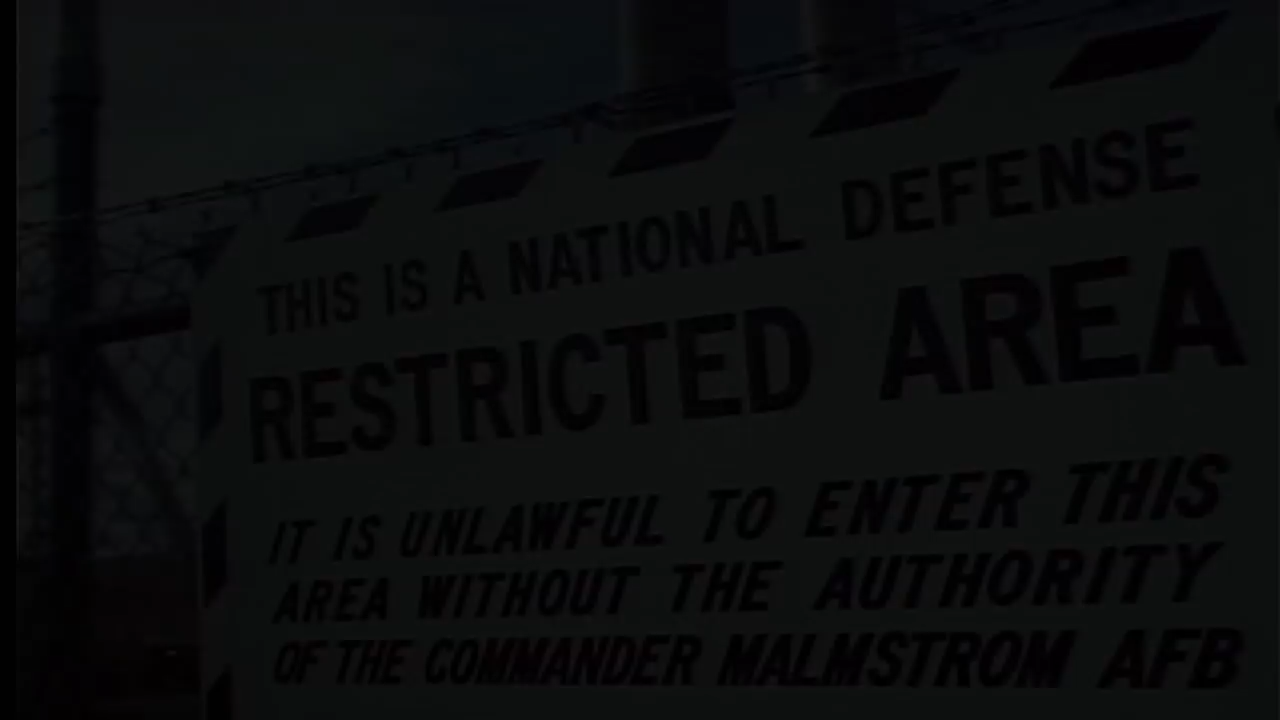 THIS IS A NATIONAL DEFENSE
RESTRICTED AREA
IT IS UNLAWFUL TO ENTER THIS
AREA WITHOUT THE AUTHORITY
OF THE COMMANDER MALMSTROM AFB